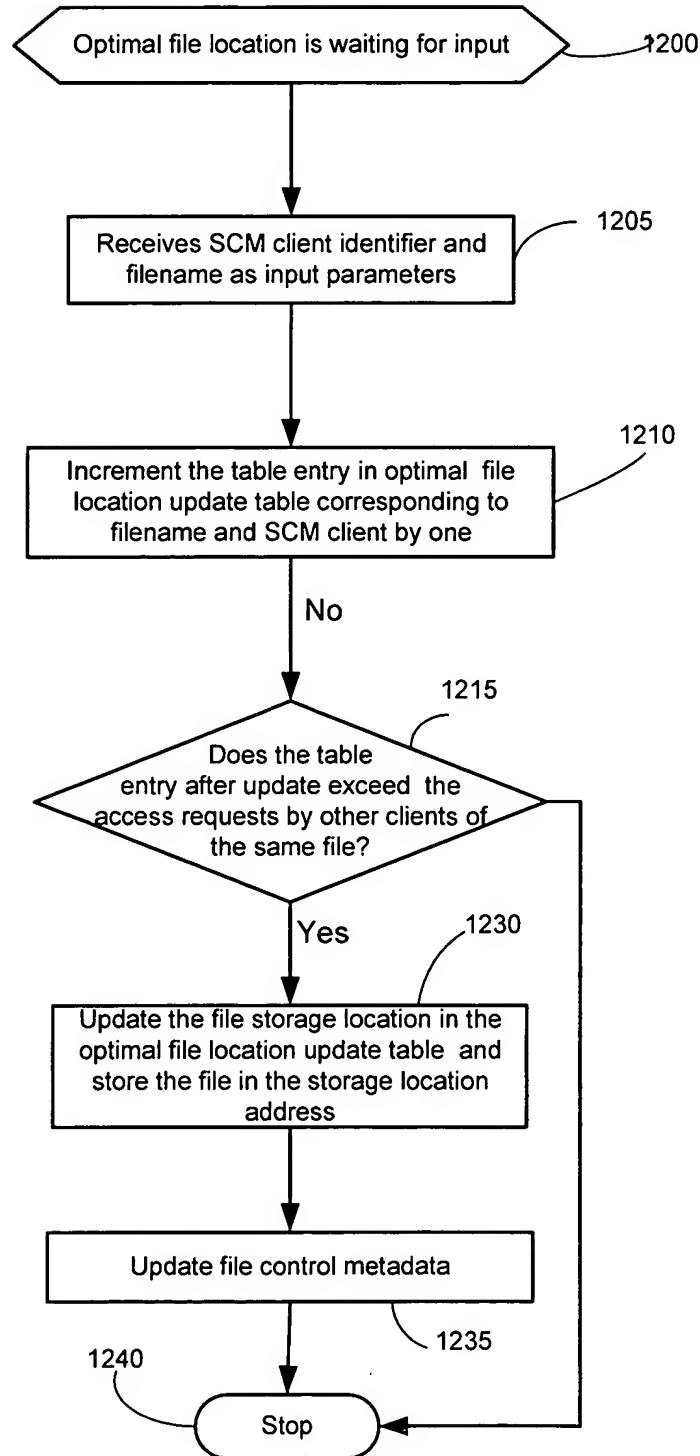 Optimal file location is waiting for input
1200
1205
Receives SCM client identifier and
filename as input parameters
1210
Increment the table entry in optimal file
location update table corresponding to
filename and SCM client by one
No
1215
Does the table
entry after update exceed the
access requests by other clients of
the same file?
Yes
1230
Update the file storage location in the
optimal file location update table and
store the file in the storage location
address
Update file control metadata
1235
1240
Stop